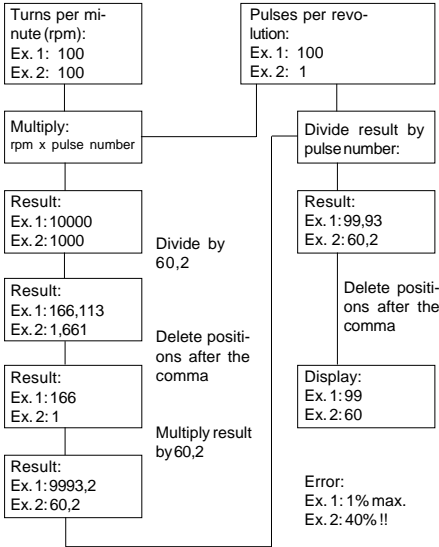 Turns per mi-
nute (rpm):
Ex. 1: 100
Ex. 2: 100
Pulses per revo-
lution:
Ex. 1: 100
Ex. 2: 1
Multiply:
rpm x pulse number
Divide result by
pulse number:
Result:
Ex. 1: 10000
Ex. 2: 1000
Divide by
60,2
Result:
Ex. 1: 166,113
Ex. 2: 1,661
Delete positi-
ons after the
comma
Result:
Ex. 1: 166
Ex. 2: 1
Multiply result
by 60,2
Result:
Ex. 1: 9993,2
Ex. 2: 60,2
Result:
Ex. 1: 99,93
Ex. 2: 60,2
Delete positi-
ons after the
comma
Display:
Ex. 1: 99
Ex. 2: 60
Error:
Ex. 1: 1% max.
Ex. 2: 40% !!